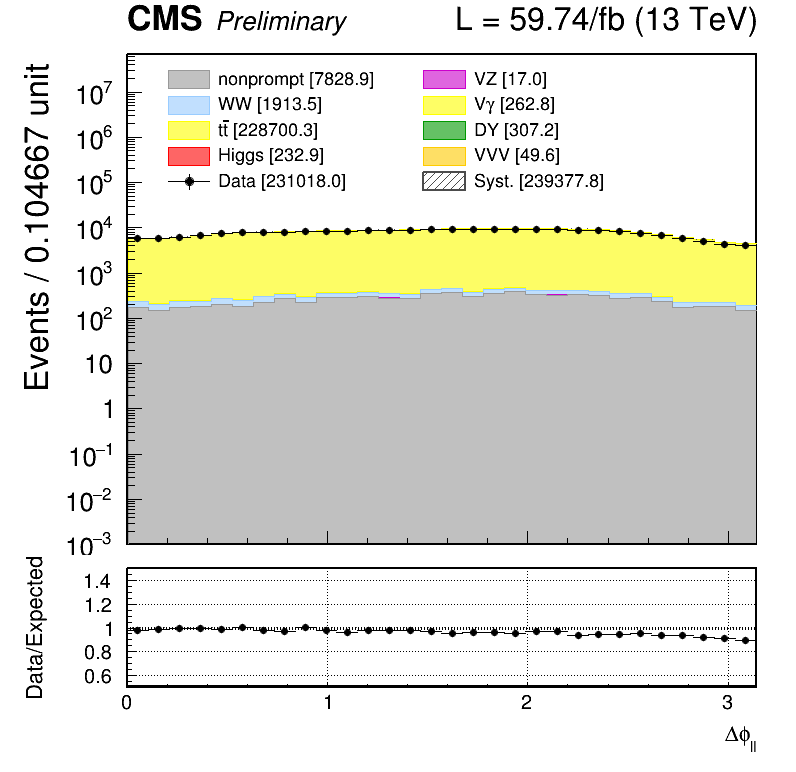 CMS Preliminary L = 59.74/fb (13 TeV)
Events / 0.104667 unit
nonprompt [7828.9] VZ [17.0]
WW [1913.5] Vγ [262.8]
tt̄ [228700.3] DY [307.2]
Higgs [232.9] VVV [49.6]
Data [231018.0] Syst. [239377.8]
10⁷
10⁶
10⁵
10⁴
10³
10²
10
1
10⁻¹
10⁻²
10⁻³
Data/Expected
1.4
1.2
1
0.8
0.6
0 1 2 3
Δϕ_ll